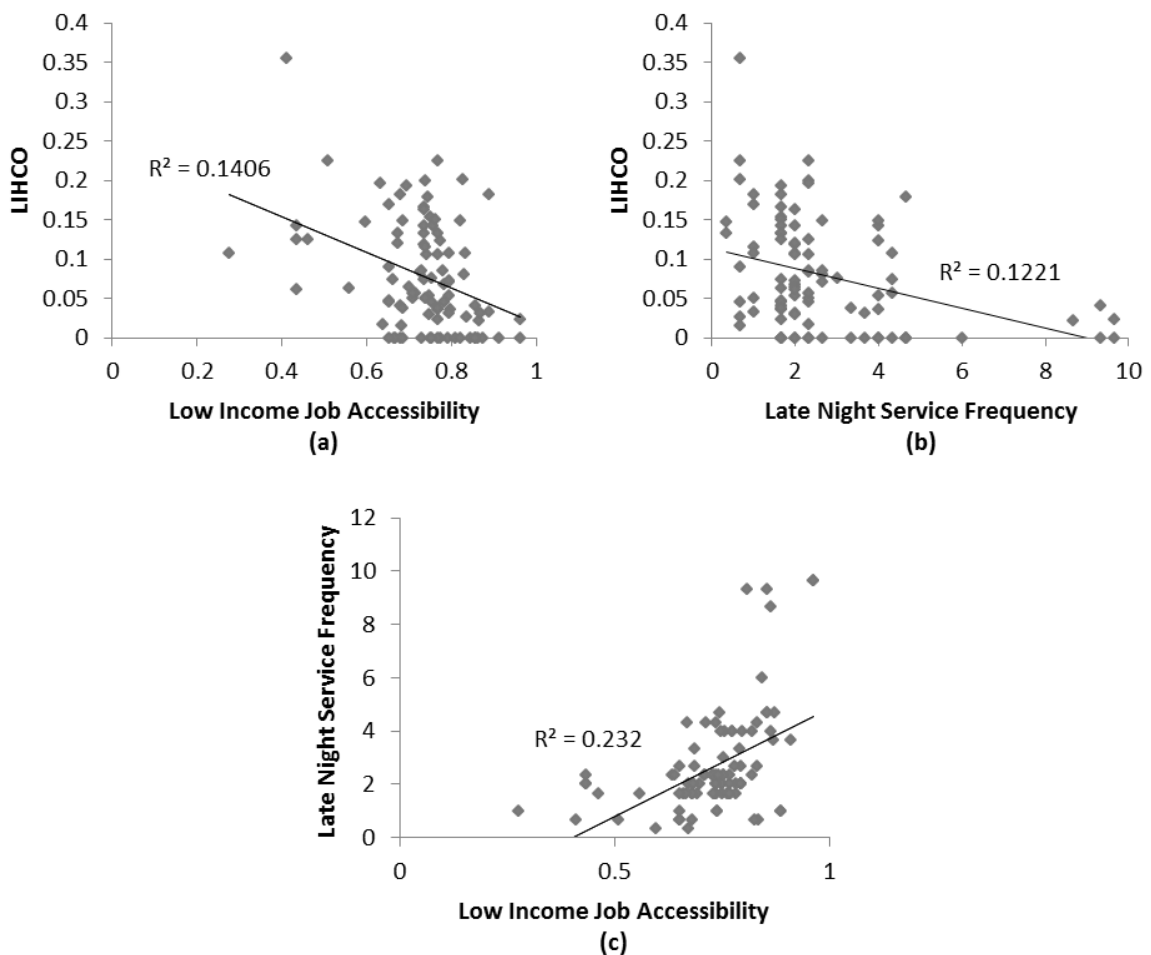 0.4
0.35
0.3
0.25
0.2
0.15
0.1
0.05
0
LIHCO
R² = 0.1406
0 0.2 0.4 0.6 0.8 1
Low Income Job Accessibility
(a)
0.4
0.35
0.3
0.25
0.2
0.15
0.1
0.05
0
LIHCO
R² = 0.1221
0 2 4 6 8 10
Late Night Service Frequency
(b)
12
10
8
6
4
2
0
Late Night Service Frequency
R² = 0.232
0 0.5 1
Low Income Job Accessibility
(c)